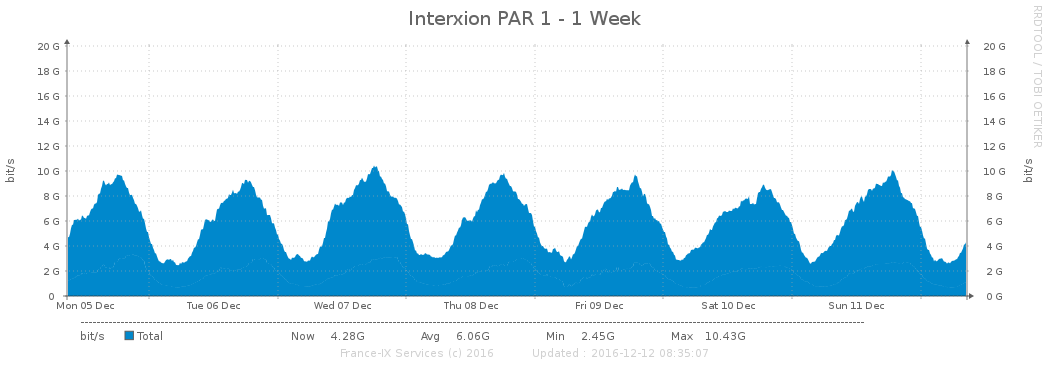 Interxion PAR 1 - 1 Week
RRDTOOL / TOBI OETIKER
bit/s
20 G
18 G
16 G
14 G
12 G
10 G
8 G
6 G
4 G
2 G
0
20 G
18 G
16 G
14 G
12 G
10 G
8 G
6 G
4 G
2 G
0 G
bit/s
Mon 05 Dec Tue 06 Dec Wed 07 Dec Thu 08 Dec Fri 09 Dec Sat 10 Dec Sun 11 Dec
bit/s Total Now 4.28G Avg 6.06G Min 2.45G Max 10.43G
France-IX Services (c) 2016 Updated : 2016-12-12 08:35:07